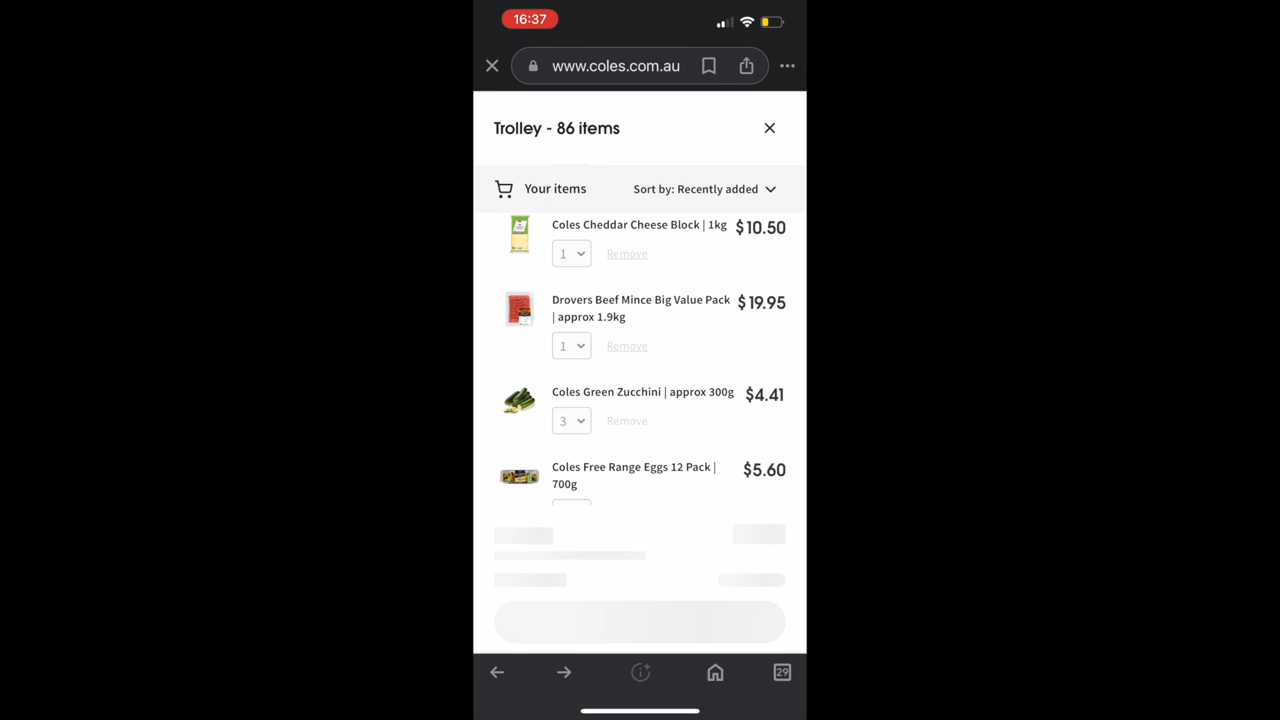 16:37
www.coles.com.au
Trolley - 86 items
Your items
Sort by: Recently added
Coles Cheddar Cheese Block | 1kg
$10.50
1
Remove
Drovers Beef Mince Big Value Pack
| approx 1.9kg
$19.95
1
Remove
Coles Green Zucchini | approx 300g
$4.41
3
Remove
Coles Free Range Eggs 12 Pack |
700g
$5.60
29